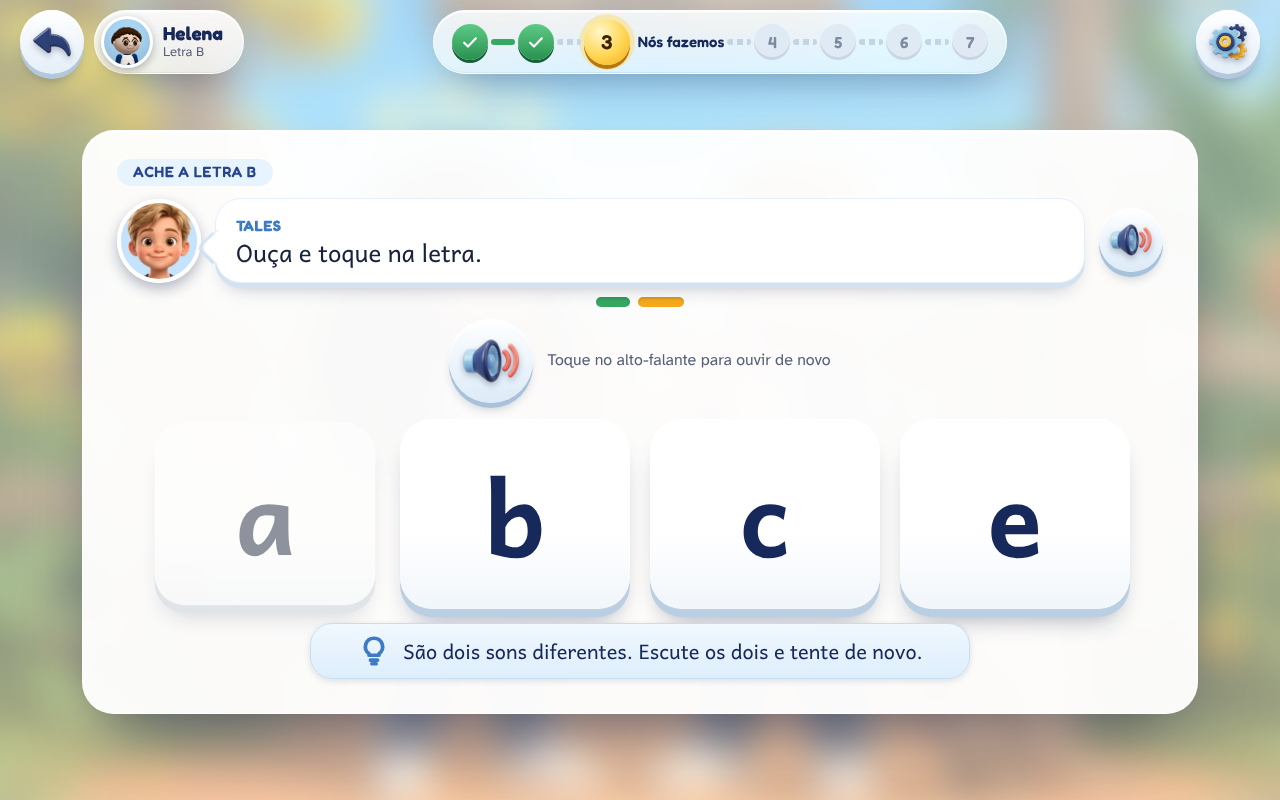 Helena
Letra B
3
Nós fazemos
4
5
6
7
ACHE A LETRA B
TALES
Ouça e toque na letra.
Toque no alto-falante para ouvir de novo
a
b
c
e
São dois sons diferentes. Escute os dois e tente de novo.